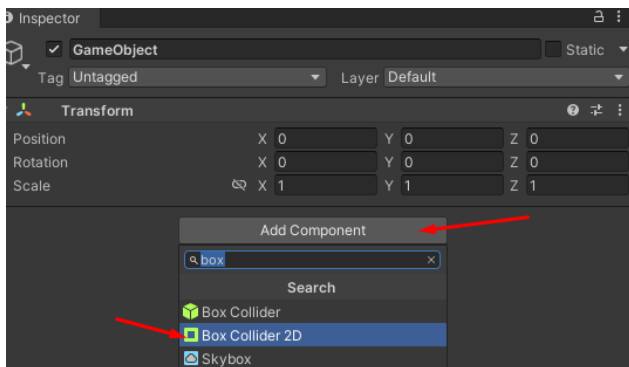 Inspector
GameObject Static
Tag Untagged Layer Default
Transform
Position X 0 Y 0 Z 0
Rotation X 0 Y 0 Z 0
Scale X 1 Y 1 Z 1
Add Component
box
Search
Box Collider
Box Collider 2D
Skybox